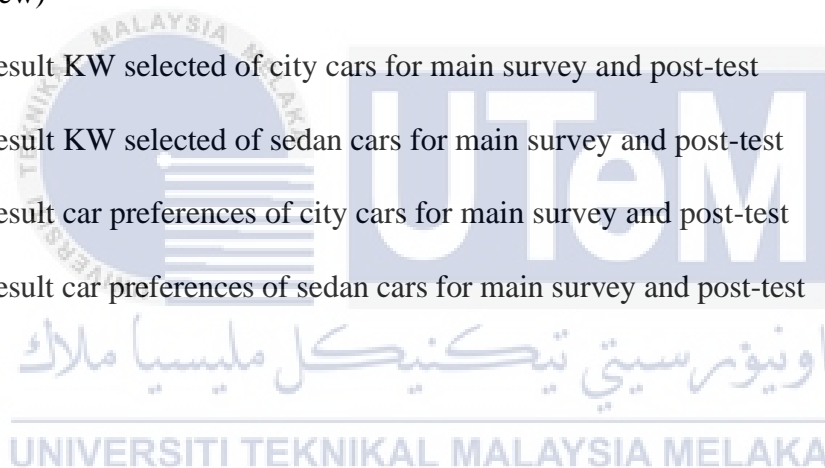 ew)
esult KW selected of city cars for main survey and post-test
esult KW selected of sedan cars for main survey and post-test
esult car preferences of city cars for main survey and post-test
esult car preferences of sedan cars for main survey and post-test
UTeM
اونيۏرسيتي تيكنيكل مليسيا ملاك
UNIVERSITI TEKNIKAL MALAYSIA MELAKA